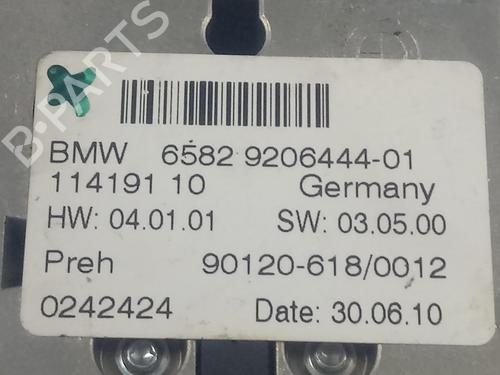 B-PARTS
BMW 6582 9206444-01
114191 10 Germany
HW: 04.01.01 SW: 03.05.00
Preh 90120-618/0012
0242424 Date: 30.06.10